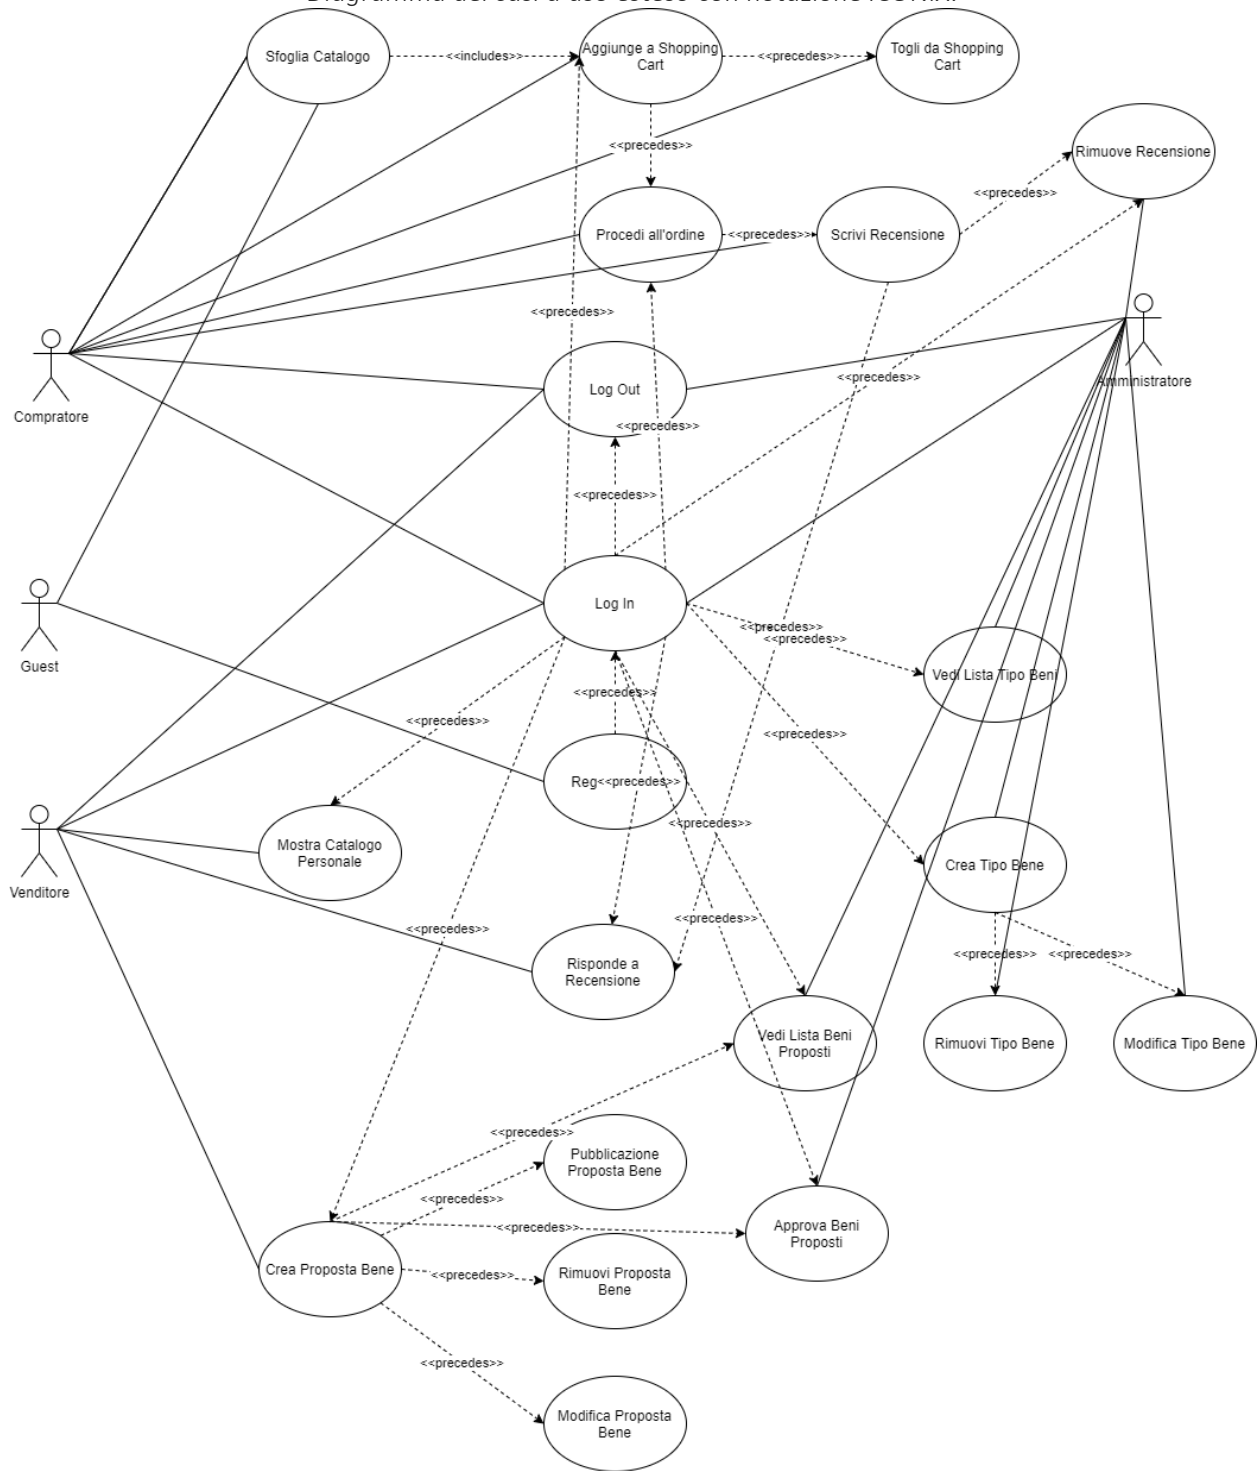 Sfoglia Catalogo
<<includes>>
Aggiunge a Shopping
Cart
<<precedes>>
Togli da Shopping
Cart
<<precedes>>
Rimuove Recensione
<<precedes>>
Procedi all'ordine
<<precedes>>
Scrivi Recensione
<<precedes>>
Compratore
Log Out
<<precedes>>
Amministratore
<<precedes>>
<<precedes>>
Log In
Guest
<<precedes>>
<<precedes>>
Vedi Lista Tipo Beni
<<precedes>>
<<precedes>>
<<precedes>>
Reg
<<precedes>>
<<precedes>>
Mostra Catalogo
Personale
Crea Tipo Bene
Venditore
<<precedes>>
<<precedes>>
<<precedes>>
<<precedes>>
Risponde a
Recensione
Vedi Lista Beni
Proposti
Rimuovi Tipo Bene
Modifica Tipo Bene
<<precedes>>
Pubblicazione
Proposta Bene
<<precedes>>
<<precedes>>
Approva Beni
Proposti
Crea Proposta Bene
<<precedes>>
Rimuovi Proposta
Bene
<<precedes>>
Modifica Proposta
Bene